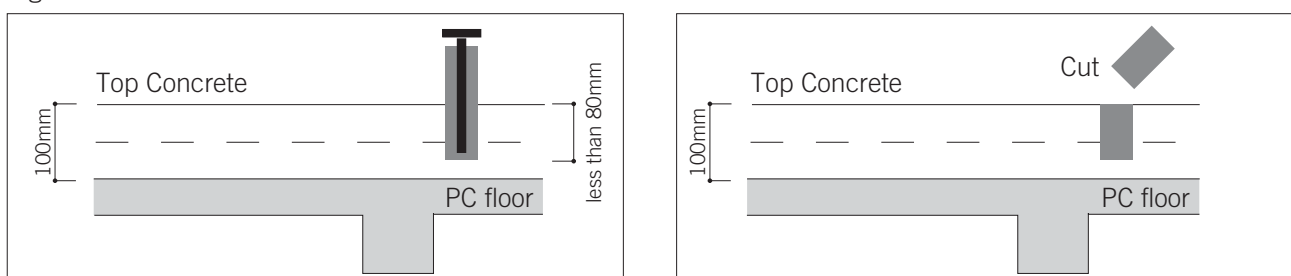 Top Concrete
100mm
less than 80mm
PC floor
Top Concrete
Cut
100mm
PC floor